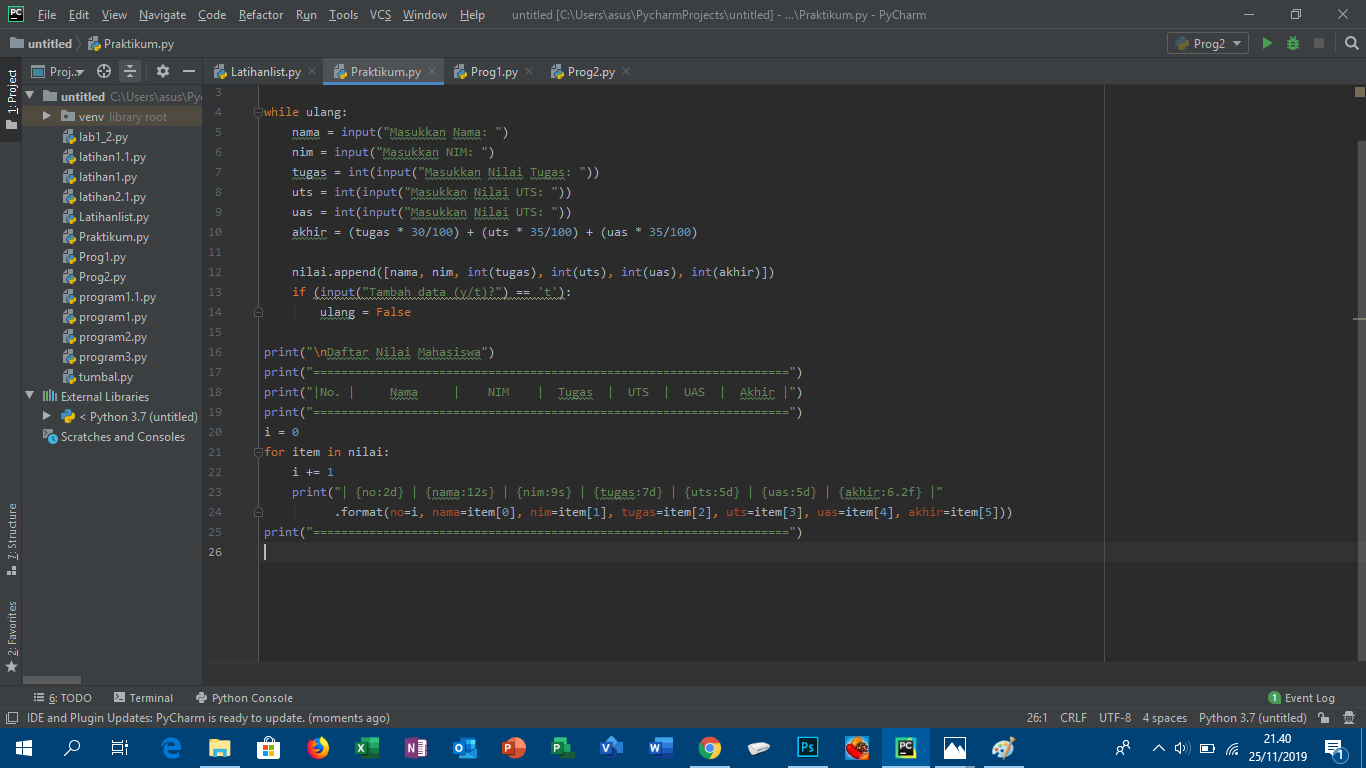 File Edit View Navigate Code Refactor Run Tools VCS Window Help untitled [C:\Users\asus\PycharmProjects\untitled] - ...\Praktikum.py - PyCharm
untitled Praktikum.py Prog2
1: Project
Proj.. Latihanlist.py Praktikum.py Prog1.py Prog2.py
untitled C:\Users\asus\Py
venv library root
lab1_2.py
latihan1.1.py
latihan1.py
latihan2.1.py
Latihanlist.py
Praktikum.py
Prog1.py
Prog2.py
program1.1.py
program1.py
program2.py
program3.py
tumbal.py
External Libraries
< Python 3.7 (untitled)
Scratches and Consoles
3
4 while ulang:
5     nama = input("Masukkan Nama: ")
6     nim = input("Masukkan NIM: ")
7     tugas = int(input("Masukkan Nilai Tugas: "))
8     uts = int(input("Masukkan Nilai UTS: "))
9     uas = int(input("Masukkan Nilai UTS: "))
10     akhir = (tugas * 30/100) + (uts * 35/100) + (uas * 35/100)
11
12     nilai.append([nama, nim, int(tugas), int(uts), int(uas), int(akhir)])
13     if (input("Tambah data (y/t)?") == 't'):
14         ulang = False
15
16 print("\nDaftar Nilai Mahasiswa")
17 print("====================================================================")
18 print("|No. |     Nama     |    NIM    |  Tugas  |  UTS  |  UAS  |  Akhir |")
19 print("====================================================================")
20 i = 0
21 for item in nilai:
22     i += 1
23     print("| {no:2d} | {nama:12s} | {nim:9s} | {tugas:7d} | {uts:5d} | {uas:5d} | {akhir:6.2f} |"
24           .format(no=i, nama=item[0], nim=item[1], tugas=item[2], uts=item[3], uas=item[4], akhir=item[5]))
25 print("====================================================================")
26
7: Structure
2: Favorites
6: TODO Terminal Python Console 1 Event Log
IDE and Plugin Updates: PyCharm is ready to update. (moments ago) 26:1 CRLF UTF-8 4 spaces Python 3.7 (untitled)
21.40
25/11/2019
1